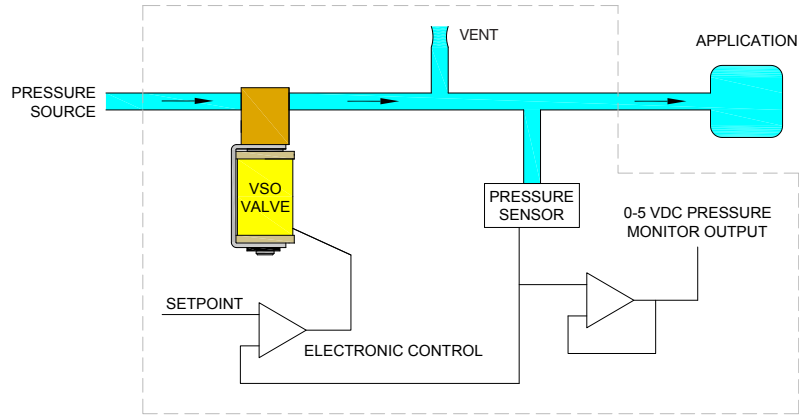 VENT
APPLICATION
PRESSURE
SOURCE
VSO
VALVE
PRESSURE
SENSOR
0-5 VDC PRESSURE
MONITOR OUTPUT
SETPOINT
ELECTRONIC CONTROL